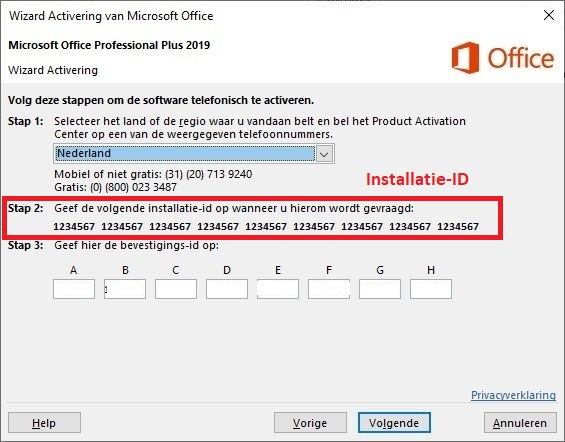 Wizard Activering van Microsoft Office
Microsoft Office Professional Plus 2019
Wizard Activering
Office
Volg deze stappen om de software telefonisch te activeren.
Stap 1: Selecteer het land of de regio waar u vandaan belt en bel het Product Activation
Center op een van de weergegeven telefoonnummers.
Nederland
Mobiel of niet gratis: (31) (20) 713 9240
Gratis: (0) (800) 023 3487
Installatie-ID
Stap 2: Geef de volgende installatie-id op wanneer u hierom wordt gevraagd:
1234567 1234567 1234567 1234567 1234567 1234567 1234567 1234567 1234567
Stap 3: Geef hier de bevestigings-id op:
A B C D E F G H
Privacyverklaring
Help Vorige Volgende Annuleren